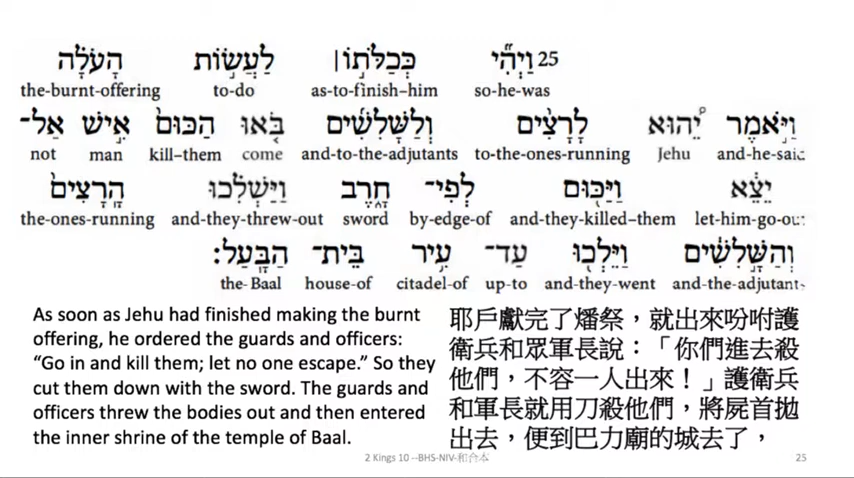 25 וַיְהִ֞י כְּכַלֹּת֣וֹ׀ לַעֲשׂ֣וֹת הָעֹלָ֗ה
the-burnt-offering to-do as-to-finish–him so-he-was
וַיֹּ֣אמֶר יֵ֠הוּא לָרָצִ֨ים וְלַשָּׁלִשִׁ֜ים בֹּ֤אוּ הַכּוּם֙ אִ֣ישׁ אַל־
not man kill–them come and-to-the-adjutants to-the-ones-running Jehu and-he-said
יֵצֵ֔א וַיַּכּ֖וּם לְפִי־ חָ֑רֶב וַיַּשְׁלִ֗כוּ הָֽרָצִים֙
the-ones-running and-they-threw-out sword by-edge-of and-they-killed–them let-him-go-out
וְהַשָּׁ֣לִשִׁ֔ים וַיֵּלְכ֖וּ עַד־ עִ֥יר בֵּית־ הַבָּֽעַל׃
the-Baal house-of citadel-of up-to and-they-went and-the-adjutants
As soon as Jehu had finished making the burnt
offering, he ordered the guards and officers:
“Go in and kill them; let no one escape.” So they
cut them down with the sword. The guards and
officers threw the bodies out and then entered
the inner shrine of the temple of Baal.
耶戶獻完了燔祭，就出來吩咐護
衛兵和眾軍長說：「你們進去殺
他們，不容一人出來！」護衛兵
和軍長就用刀殺他們，將屍首拋
出去，便到巴力廟的城去了，
2 Kings 10 --BHS-NIV-和合本
25